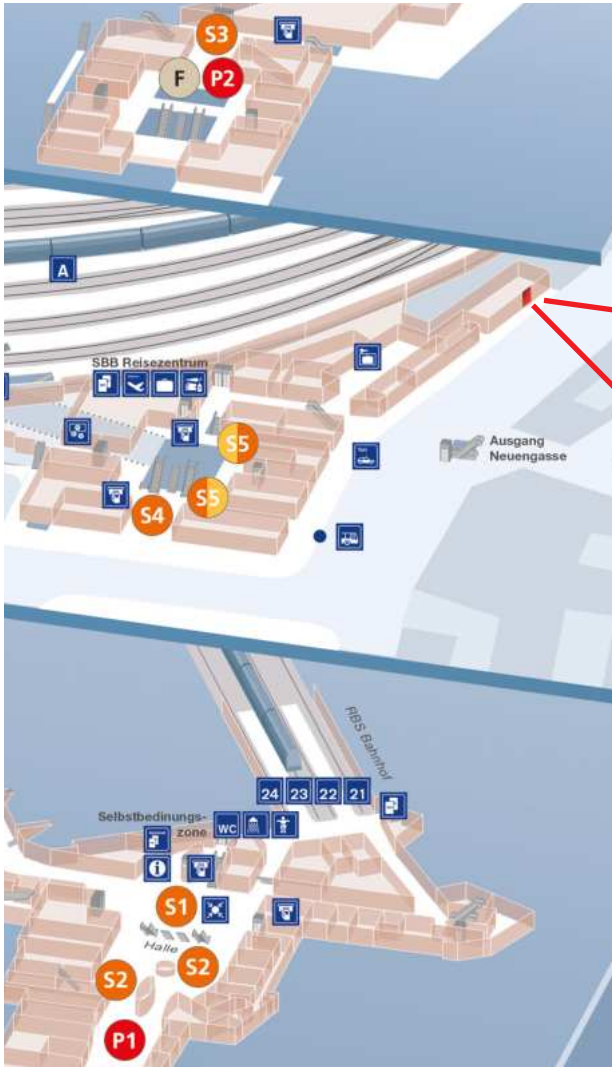 S3
F
P2
A
SBB Reisezentrum
S5
Ausgang
Neuengasse
S5
S4
RBS Bahnhof
24
23
22
21
Selbstbedinungs-
zone
WC
i
S1
Halle
S2
S2
P1